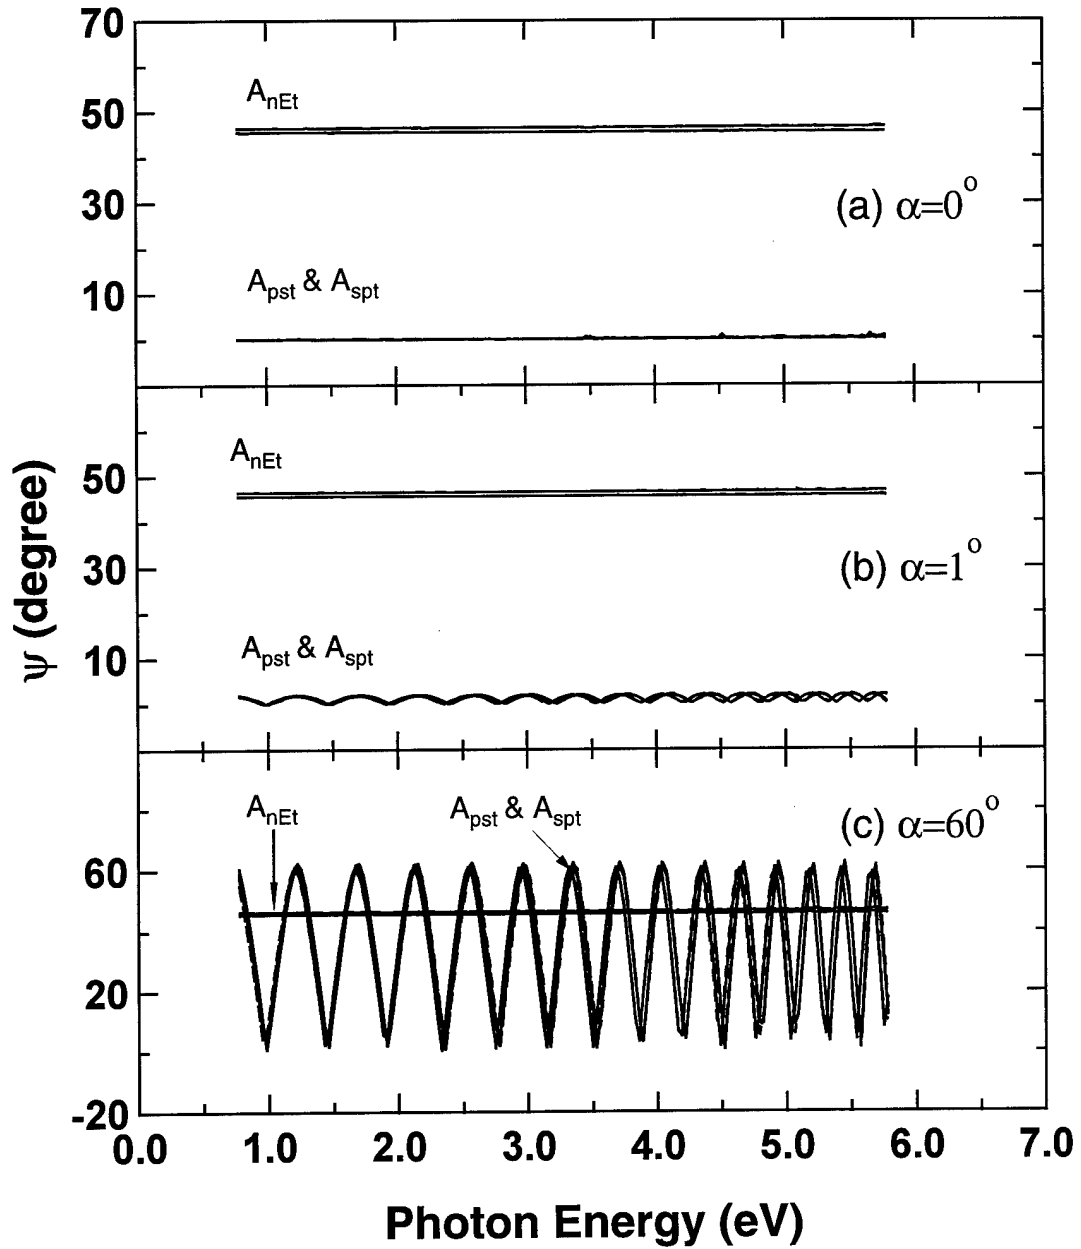 70
A_nEt
50
30
(a) α=0°
A_pst & A_spt
10
A_nEt
50
30
(b) α=1°
A_pst & A_spt
10
ψ (degree)
A_nEt
A_pst & A_spt
(c) α=60°
60
20
-20
0.0 1.0 2.0 3.0 4.0 5.0 6.0 7.0
Photon Energy (eV)